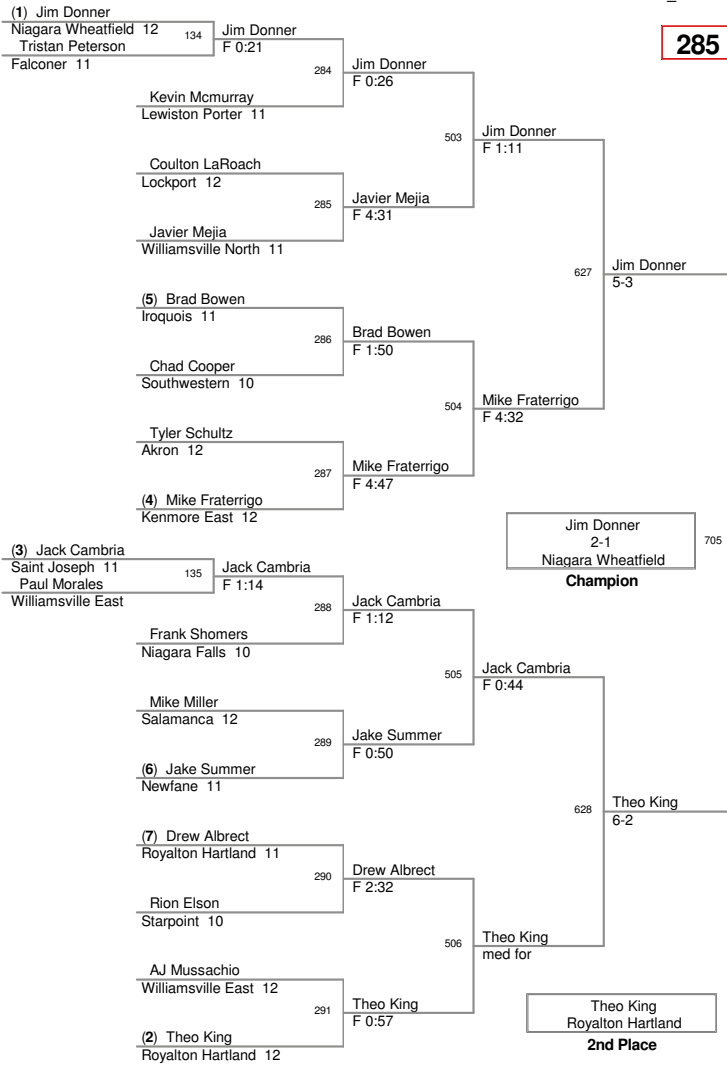 285
(1) Jim Donner
Niagara Wheatfield 12
134
Tristan Peterson
Falconer 11
Jim Donner
F 0:21
284
Kevin Mcmurray
Lewiston Porter 11
Jim Donner
F 0:26
503
Coulton LaRoach
Lockport 12
285
Javier Mejia
Williamsville North 11
Javier Mejia
F 4:31
Jim Donner
F 1:11
627
Jim Donner
5-3
(5) Brad Bowen
Iroquois 11
286
Chad Cooper
Southwestern 10
Brad Bowen
F 1:50
504
Tyler Schultz
Akron 12
287
(4) Mike Fraterrigo
Kenmore East 12
Mike Fraterrigo
F 4:47
Mike Fraterrigo
F 4:32
Jim Donner
2-1
Niagara Wheatfield
705
Champion
(3) Jack Cambria
Saint Joseph 11
135
Paul Morales
Williamsville East
Jack Cambria
F 1:14
288
Frank Shomers
Niagara Falls 10
Jack Cambria
F 1:12
505
Mike Miller
Salamanca 12
289
(6) Jake Summer
Newfane 11
Jake Summer
F 0:50
Jack Cambria
F 0:44
628
Theo King
6-2
(7) Drew Albrect
Royalton Hartland 11
290
Rion Elson
Starpoint 10
Drew Albrect
F 2:32
506
AJ Mussachio
Williamsville East 12
291
(2) Theo King
Royalton Hartland 12
Theo King
F 0:57
Theo King
med for
Theo King
Royalton Hartland
2nd Place